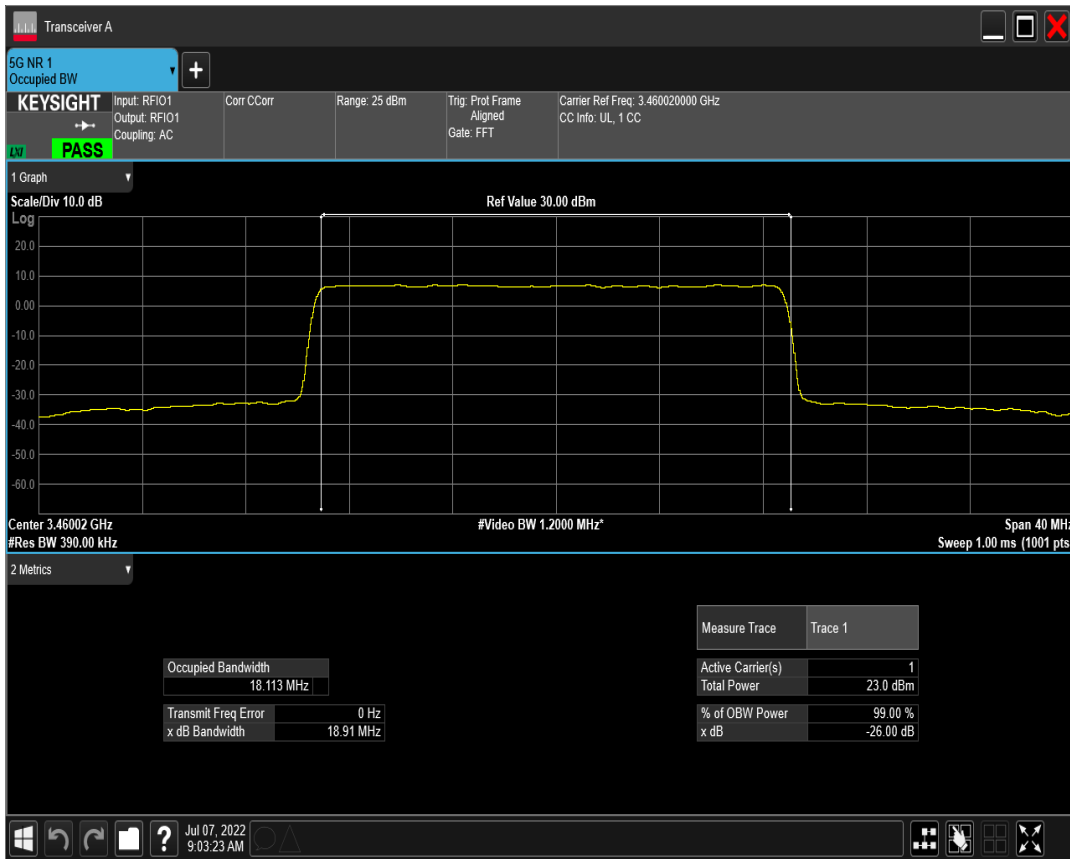 Transceiver A
5G NR 1
Occupied BW
KEYSIGHT
LXI
PASS
Input: RFIO1
Output: RFIO1
Coupling: AC
Corr CCorr
Range: 25 dBm
Trig: Prot Frame
Aligned
Gate: FFT
Carrier Ref Freq: 3.460020000 GHz
CC Info: UL, 1 CC
1 Graph
Scale/Div 10.0 dB
Ref Value 30.00 dBm
Log
20.0
10.0
0.00
-10.0
-20.0
-30.0
-40.0
-50.0
-60.0
Center 3.46002 GHz
#Video BW 1.2000 MHz*
Span 40 MHz
#Res BW 390.00 kHz
Sweep 1.00 ms (1001 pts
2 Metrics
Measure Trace Trace 1
Occupied Bandwidth
18.113 MHz
Active Carrier(s) 1
Total Power 23.0 dBm
Transmit Freq Error 0 Hz
x dB Bandwidth 18.91 MHz
% of OBW Power 99.00 %
x dB -26.00 dB
?
Jul 07, 2022
9:03:23 AM